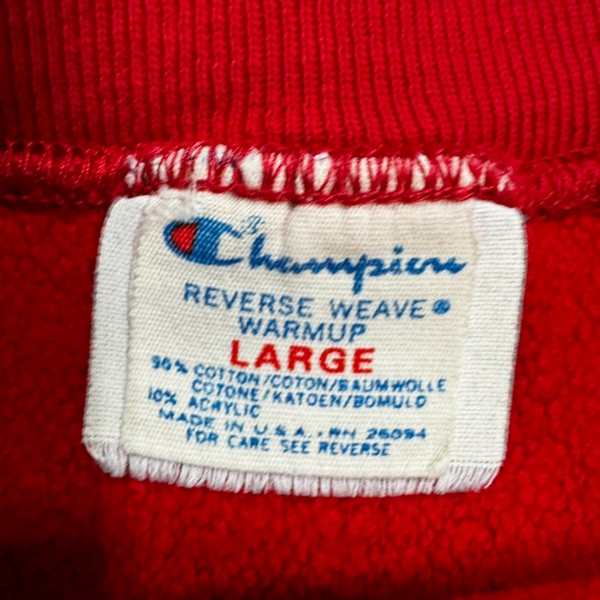 Champion ®
REVERSE WEAVE ®
WARMUP
LARGE
90% COTTON/COTON/BAUMWOLLE
COTONE/KATOEN/BOMULD
10% ACRYLIC
MADE IN U.S.A. · RN 26094
FOR CARE SEE REVERSE